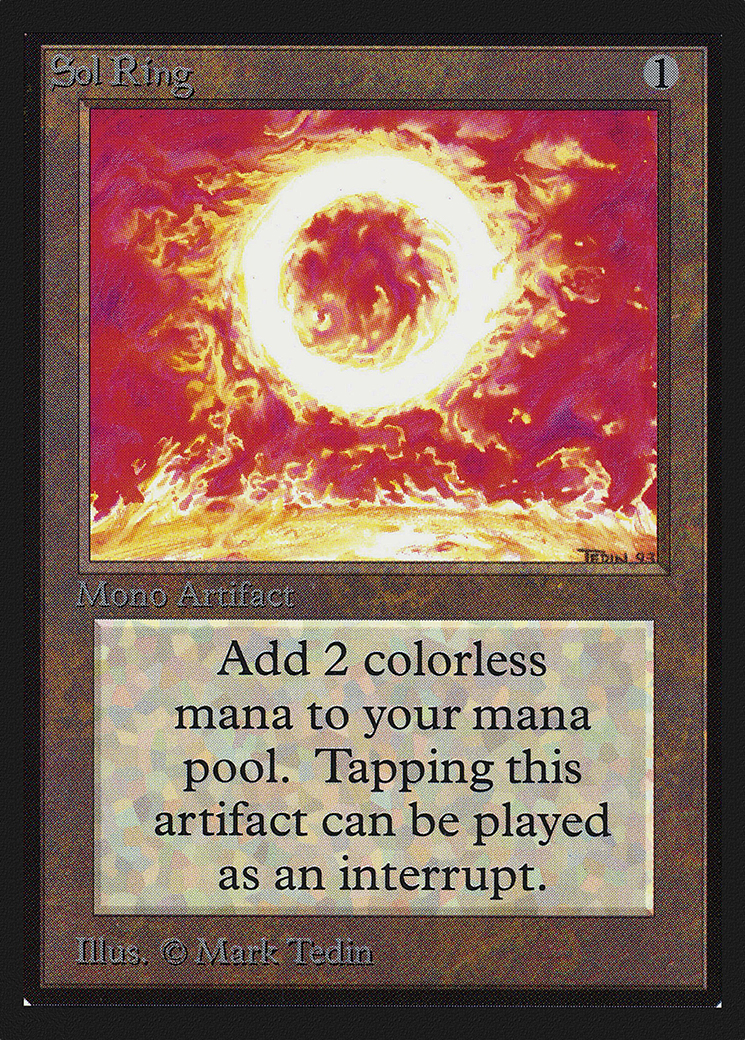 Sol Ring
1
TEDIN 93
Mono Artifact
Add 2 colorless
mana to your mana
pool. Tapping this
artifact can be played
as an interrupt.
Illus. © Mark Tedin